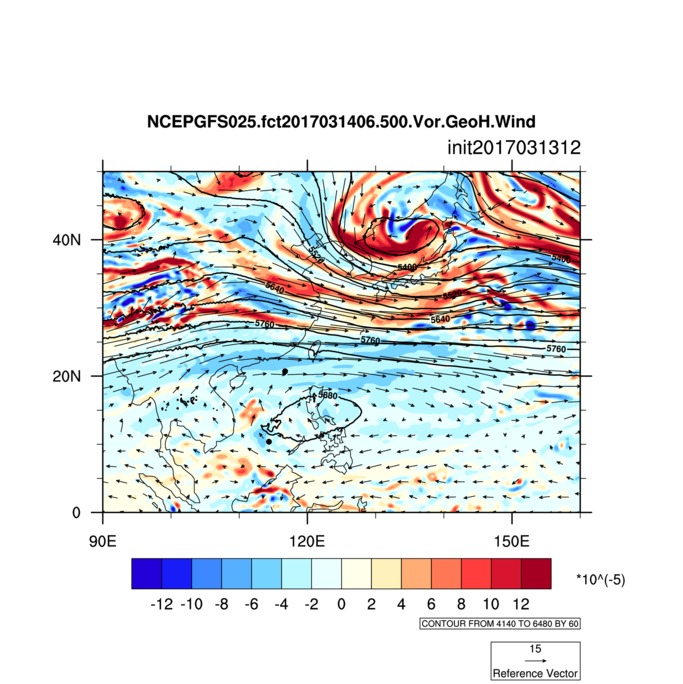 NCEPGFS025.fct2017031406.500.Vor.GeoH.Wind
init2017031312
40N
20N
0
5400
5400
5640
5640
5760
5760
5760
5880
90E 120E 150E
-12 -10 -8 -6 -4 -2 0 2 4 6 8 10 12
*10^(-5)
CONTOUR FROM 4140 TO 6480 BY 60
15
Reference Vector